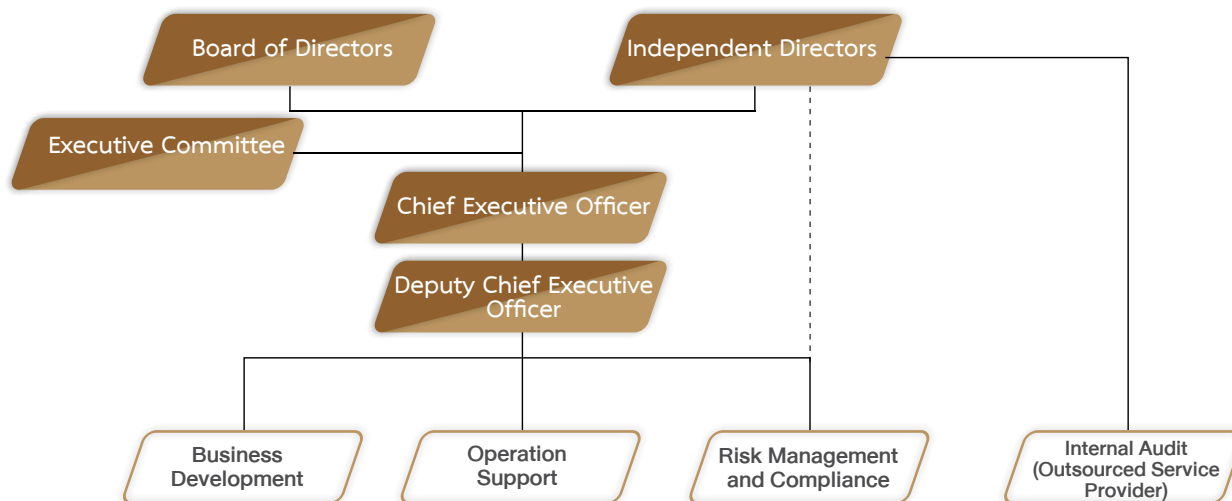 Board of Directors
Independent Directors
Executive Committee
Chief Executive Officer
Deputy Chief Executive
Officer
Business
Development
Operation
Support
Risk Management
and Compliance
Internal Audit
(Outsourced Service
Provider)